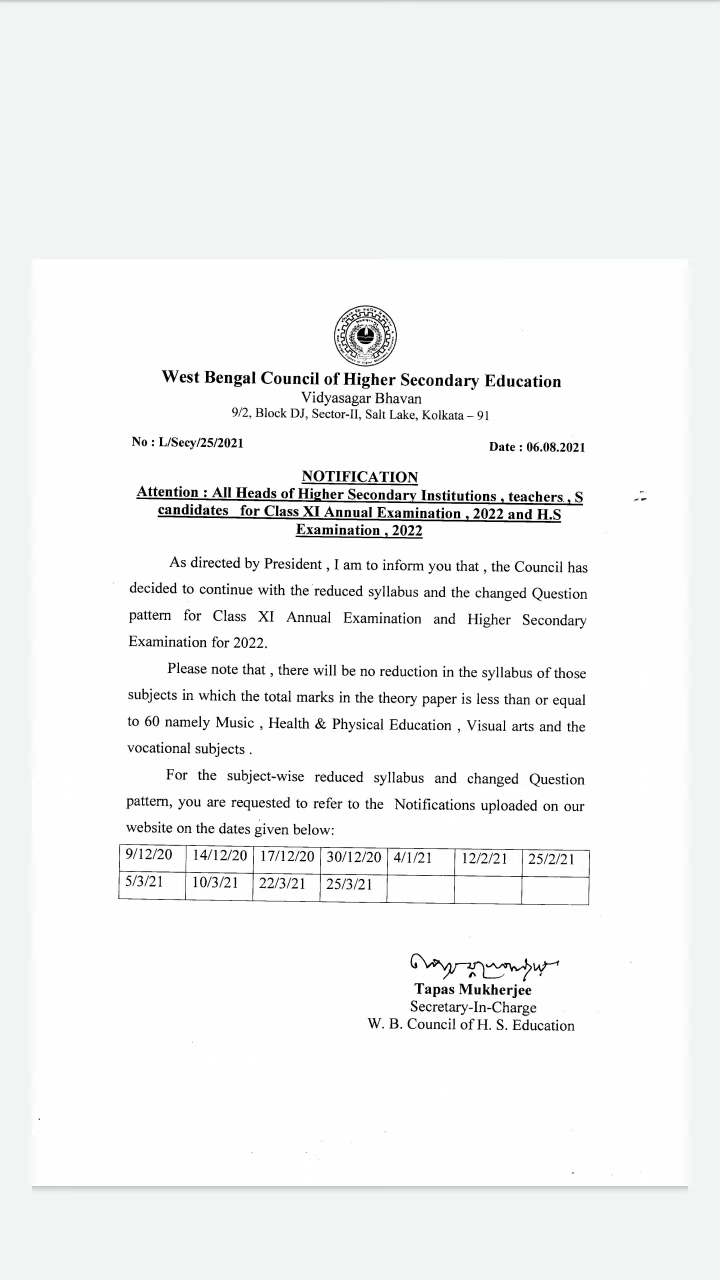 West Bengal Council of Higher Secondary Education
Vidyasagar Bhavan
9/2, Block DJ, Sector-II, Salt Lake, Kolkata – 91
No : L/Secy/25/2021
Date : 06.08.2021
NOTIFICATION
Attention : All Heads of Higher Secondary Institutions , teachers , S
candidates for Class XI Annual Examination , 2022 and H.S
Examination , 2022
As directed by President , I am to inform you that , the Council has
decided to continue with the reduced syllabus and the changed Question
pattern for Class XI Annual Examination and Higher Secondary
Examination for 2022.
Please note that , there will be no reduction in the syllabus of those
subjects in which the total marks in the theory paper is less than or equal
to 60 namely Music , Health & Physical Education , Visual arts and the
vocational subjects .
For the subject-wise reduced syllabus and changed Question
pattern, you are requested to refer to the Notifications uploaded on our
website on the dates given below:
9/12/20 14/12/20 17/12/20 30/12/20 4/1/21 12/2/21 25/2/21
5/3/21 10/3/21 22/3/21 25/3/21
Tapas Mukherjee
Secretary-In-Charge
W. B. Council of H. S. Education